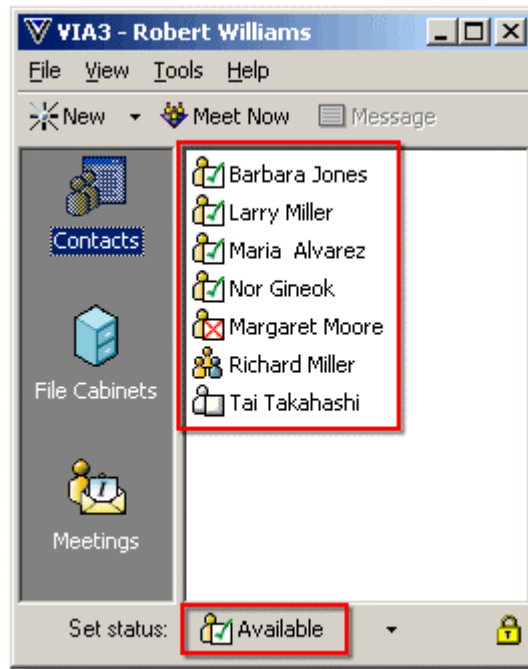 VIA3 - Robert Williams
File View Tools Help
New Meet Now Message
Contacts
File Cabinets
Meetings
Barbara Jones
Larry Miller
Maria Alvarez
Nor Gineok
Margaret Moore
Richard Miller
Tai Takahashi
Set status: Available